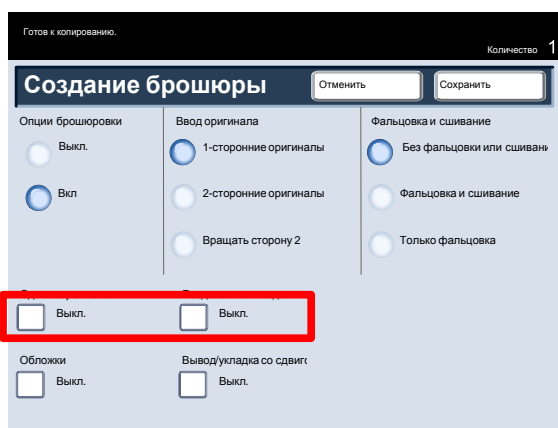 Готов к копированию.
Количество 1
Создание брошюры
Отменить
Сохранить
Опции брошюровки
Ввод оригинала
Фальцовка и сшивание
Выкл.
1-сторонние оригиналы
Без фальцовки или сшивани
Вкл
2-сторонние оригиналы
Фальцовка и сшивание
Вращать сторону 2
Только фальцовка
Выкл.
Выкл.
Обложки
Вывод/укладка со сдвиго
Выкл.
Выкл.